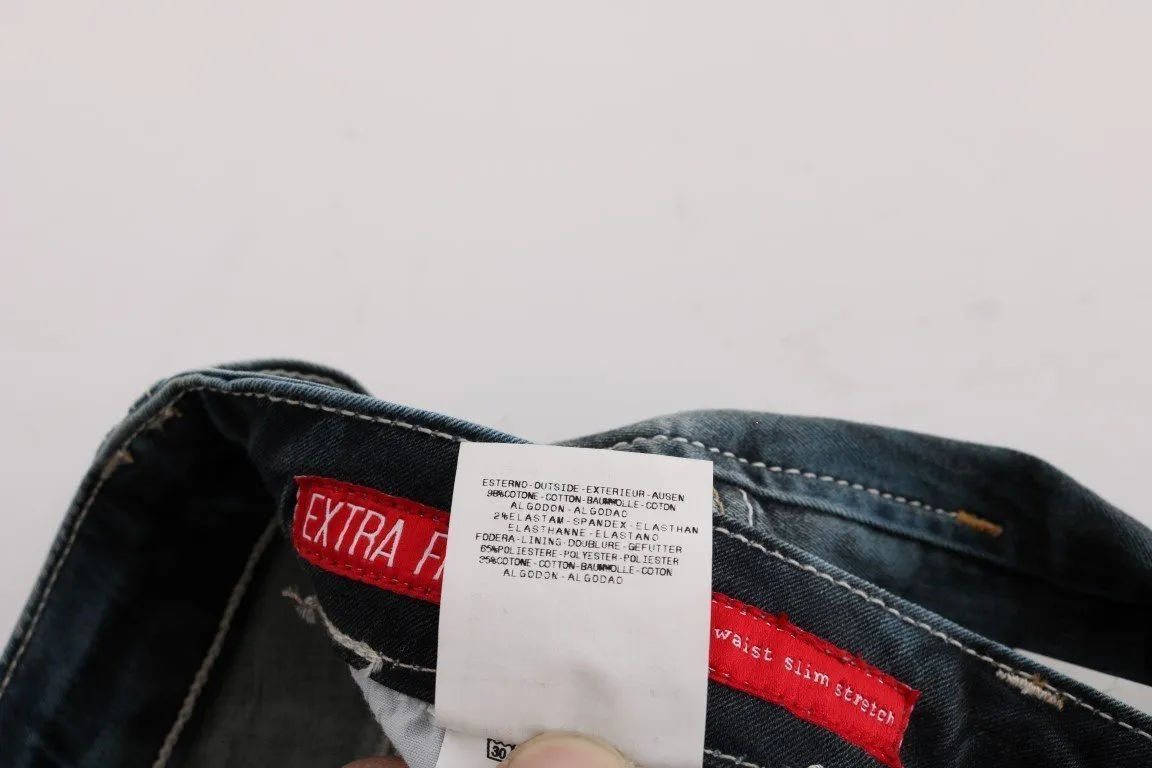 ESTERNO-OUTSIDE-EXTERIEUR-AUSEN
98%COTONE-COTTON-BAUMWOLLE-COTON
ALGODON-ALGODAO
2%ELASTAM-SPANDEX-ELASTHAN
ELASTHANNE-ELASTANO
FODERA-LINING-DOUBLURE-GEFUTTER
65%POLIESTERE-POLYESTER-POLIESTER
35%COTONE-COTTON-BAUMWOLLE-COTON
ALGODON-ALGODAO
EXTRA
waist slim stretch
30